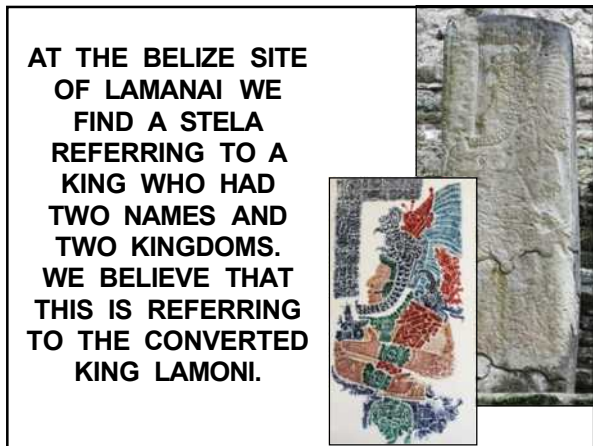 AT THE BELIZE SITE
OF LAMANAI WE
FIND A STELA
REFERRING TO A
KING WHO HAD
TWO NAMES AND
TWO KINGDOMS.
WE BELIEVE THAT
THIS IS REFERRING
TO THE CONVERTED
KING LAMONI.